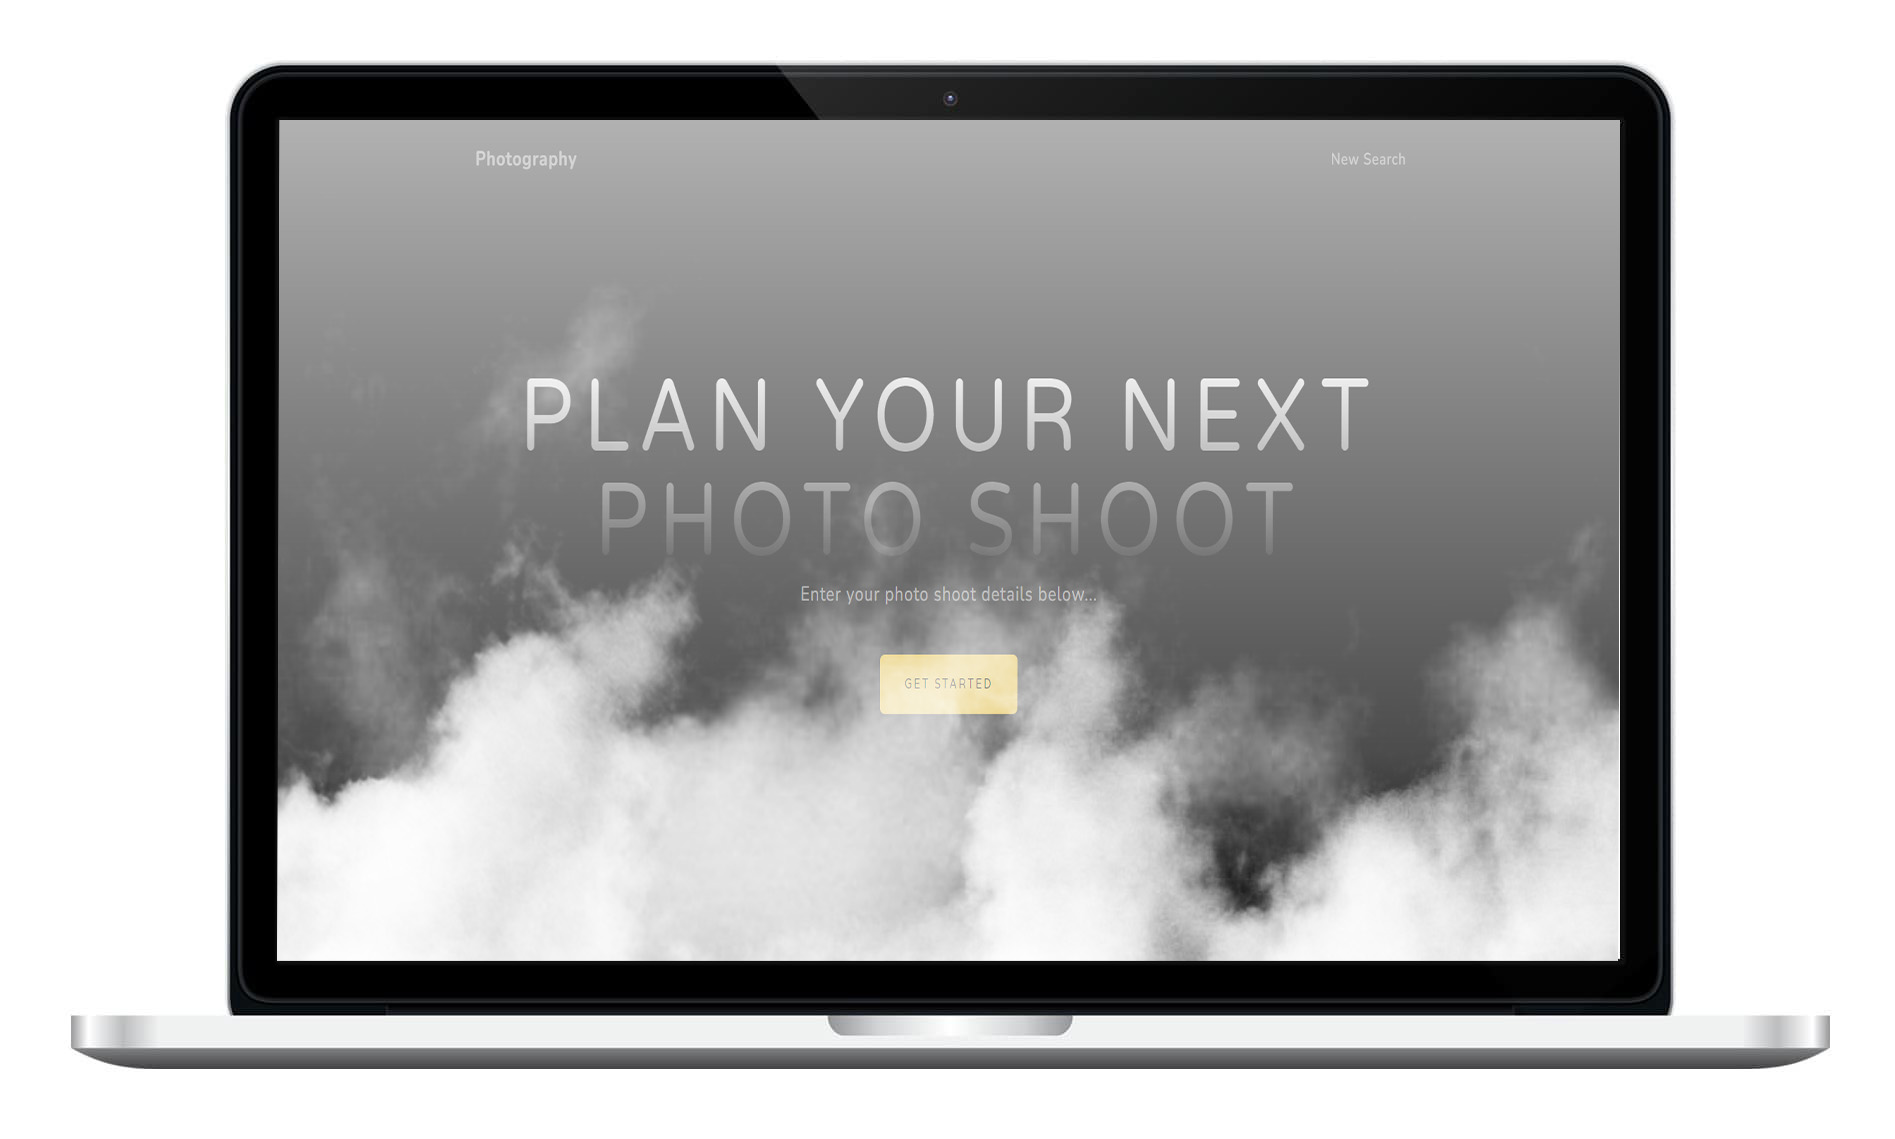 Photography
New Search
PLAN YOUR NEXT
PHOTO SHOOT
Enter your photo shoot details below...
GET STARTED